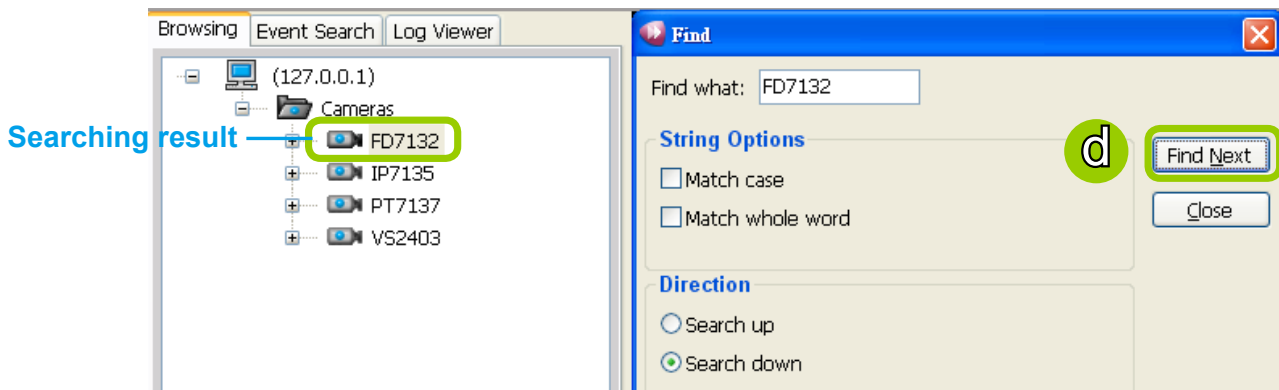 Browsing Event Search Log Viewer
(127.0.0.1)
Cameras
Searching result
FD7132
IP7135
PT7137
VS2403
Find
Find what: FD7132
String Options
Match case
Match whole word
d
Find Next
Close
Direction
Search up
Search down